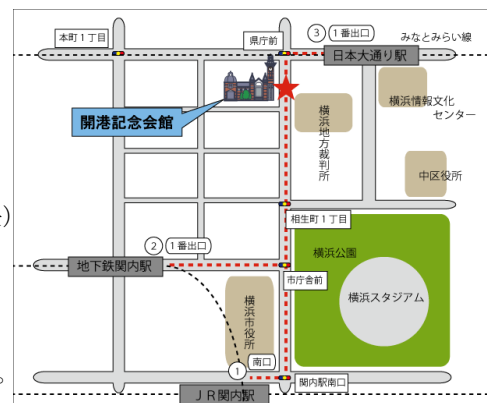 本町1丁目
県庁前
③
1番出口
みなとみらい線
日本大通り駅
開港記念会館
横浜地方裁判所
横浜情報文化
センター
中区役所
相生町1丁目
②
1番出口
地下鉄関内駅
横浜公園
市庁舎前
横浜スタジアム
横浜市役所
南口
①
関内駅南口
JR関内駅
)
。